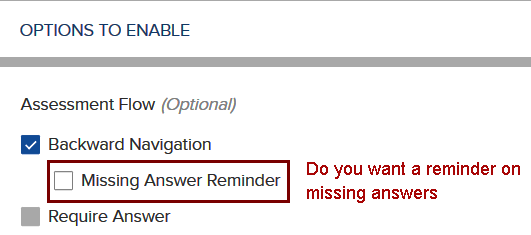 OPTIONS TO ENABLE
Assessment Flow (Optional)
Backward Navigation
Missing Answer Reminder
Do you want a reminder on
missing answers
Require Answer